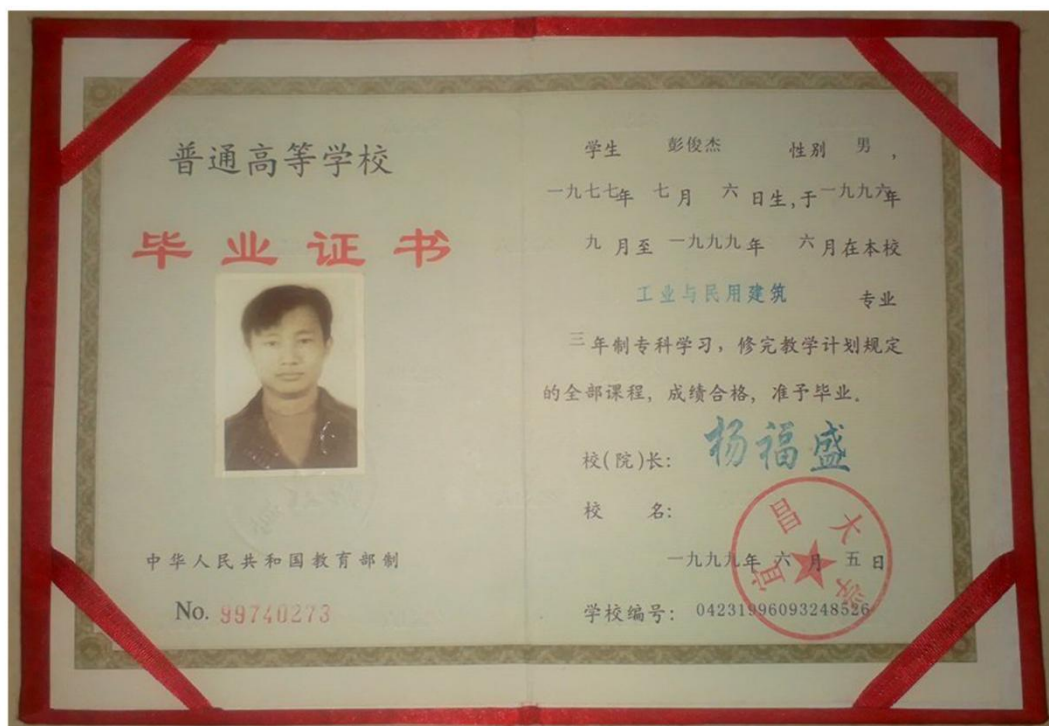 普通高等学校
毕业证书
中华人民共和国教育部制
No. 99740273
学生 彭俊杰 性别 男，
一九七七年 七月 六日生，于一九九六年
九月至 一九九九年 六月在本校
工业与民用建筑 专业
三年制专科学习，修完教学计划规定
的全部课程，成绩合格，准予毕业。
校(院)长： 杨福盛
校 名：
宜昌大学
一九九九年 六月 五日
学校编号： 04231996093248526